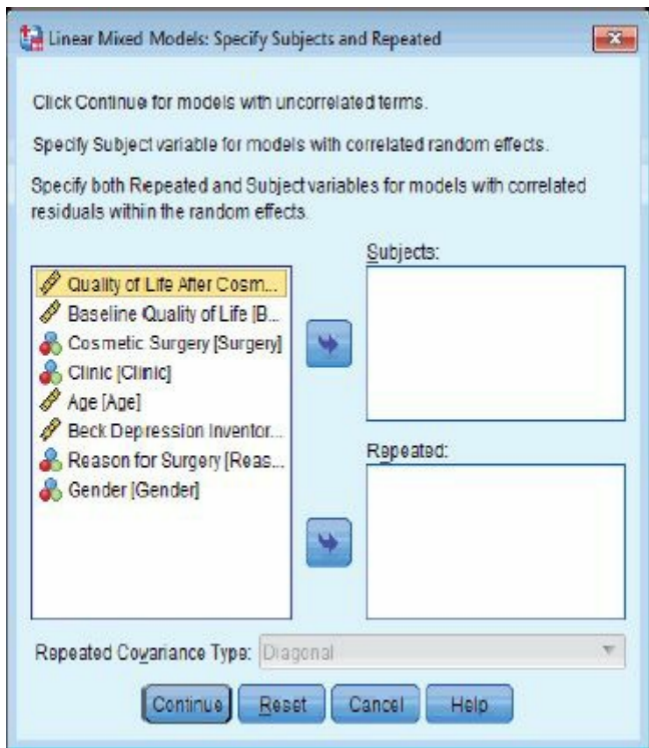 Linear Mixed Models: Specify Subjects and Repeated
Click Continue for models with uncorrelated terms.
Specify Subject variable for models with correlated random effects.
Specify both Repeated and Subject variables for models with correlated
residuals within the random effects.
Subjects:
Quality of Life After Cosm...
Baseline Quality of Life [B...
Cosmetic Surgery [Surgery]
Clinic [Clinic]
Age [Age]
Beck Depression Inventor...
Reason for Surgery [Reas...
Gender [Gender]
Repeated:
Repeated Covariance Type: Diagonal
Continue Reset Cancel Help